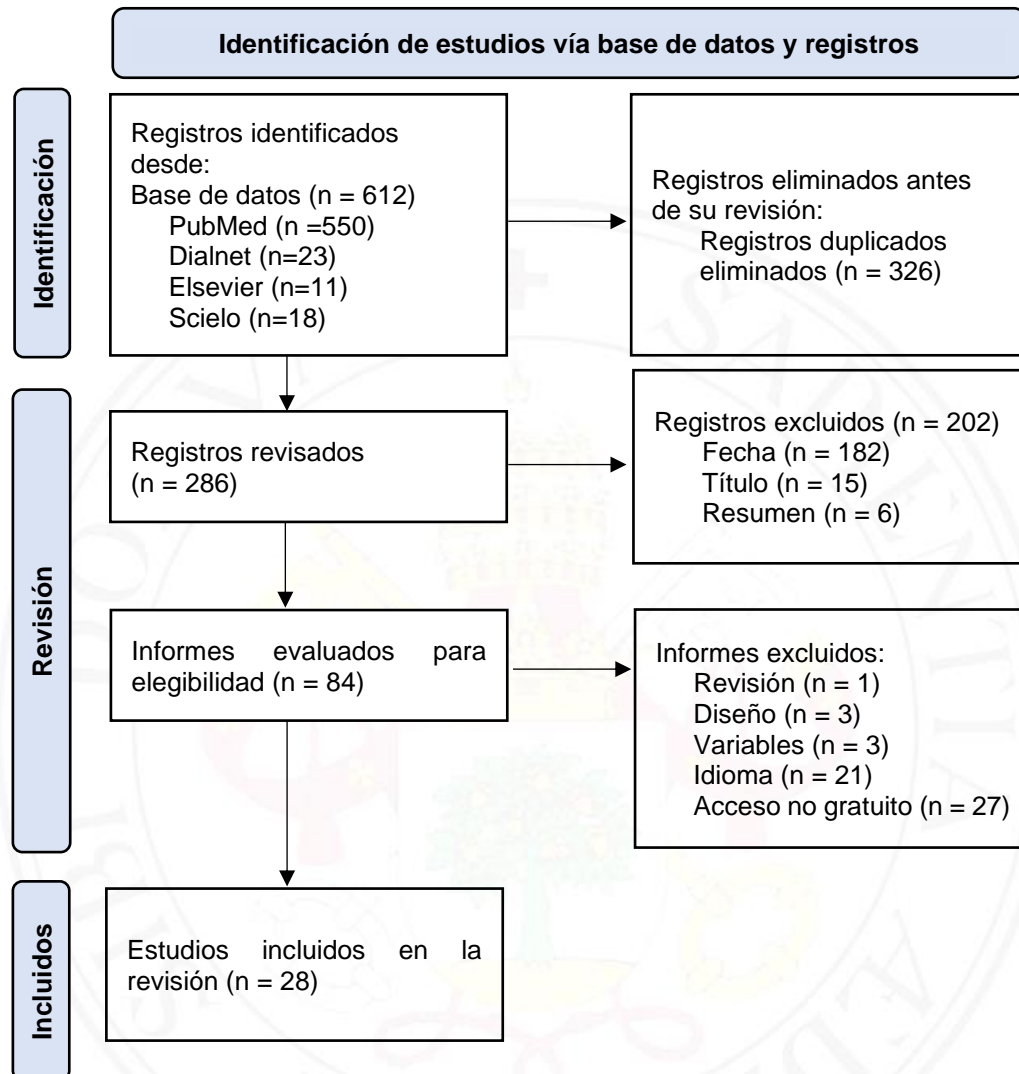 Identificación de estudios vía base de datos y registros
Identificación
Registros identificados
desde:
Base de datos (n = 612)
PubMed (n =550)
Dialnet (n=23)
Elsevier (n=11)
Scielo (n=18)
Registros eliminados antes
de su revisión:
Registros duplicados
eliminados (n = 326)
Revisión
Registros revisados
(n = 286)
Registros excluidos (n = 202)
Fecha (n = 182)
Título (n = 15)
Resumen (n = 6)
Informes evaluados para
elegibilidad (n = 84)
Informes excluidos:
Revisión (n = 1)
Diseño (n = 3)
Variables (n = 3)
Idioma (n = 21)
Acceso no gratuito (n = 27)
Incluidos
Estudios incluidos en la
revisión (n = 28)